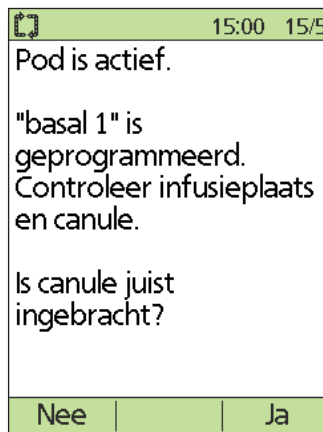 15:00 15/5
Pod is actief.
"basal 1" is
geprogrammeerd.
Controleer infusieplaats
en canule.
Is canule juist
ingebracht?
Nee Ja